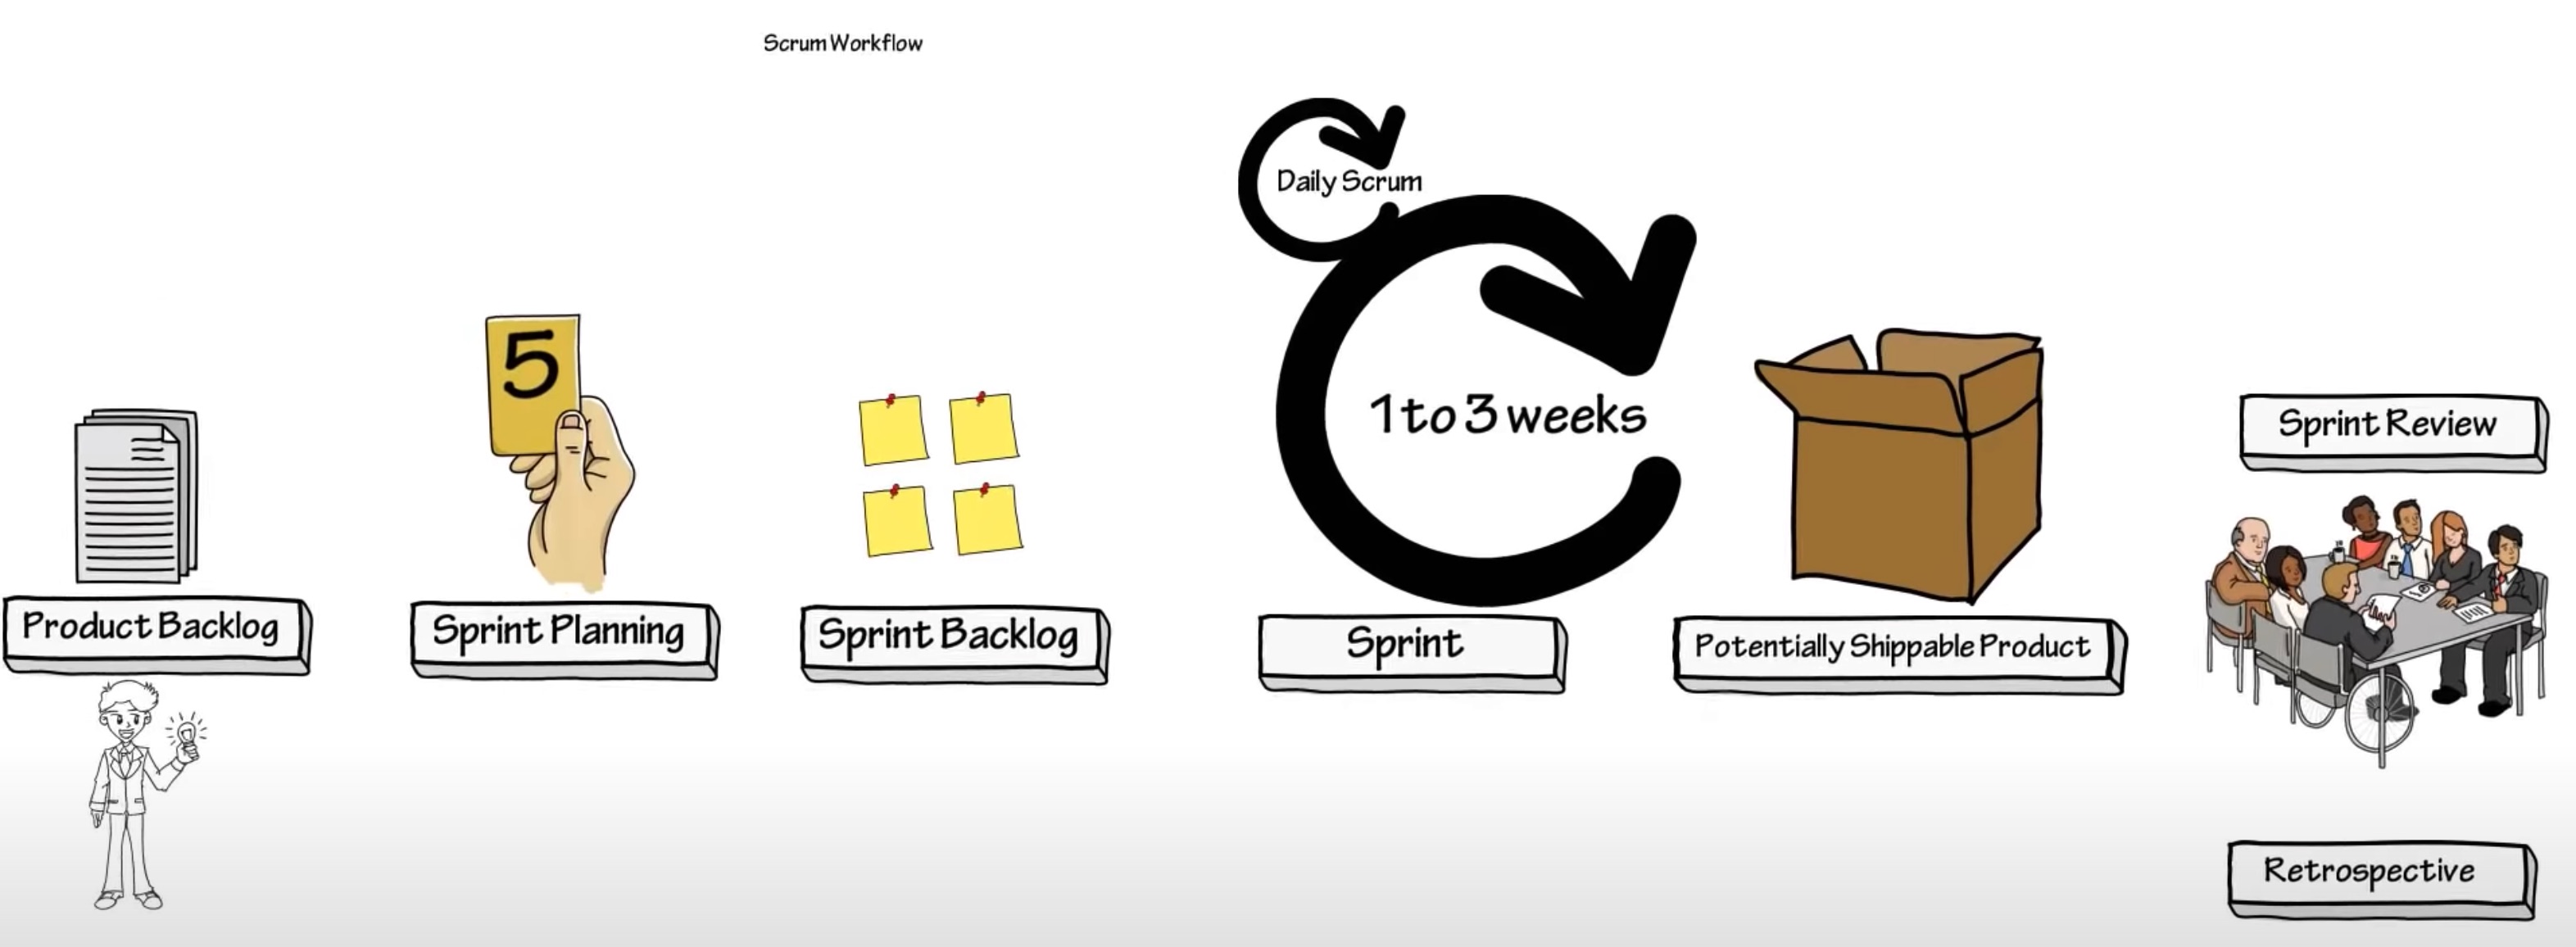 Scrum Workflow
Daily Scrum
5
1 to 3 weeks
Product Backlog
Sprint Planning
Sprint Backlog
Sprint
Potentially Shippable Product
Sprint Review
Retrospective